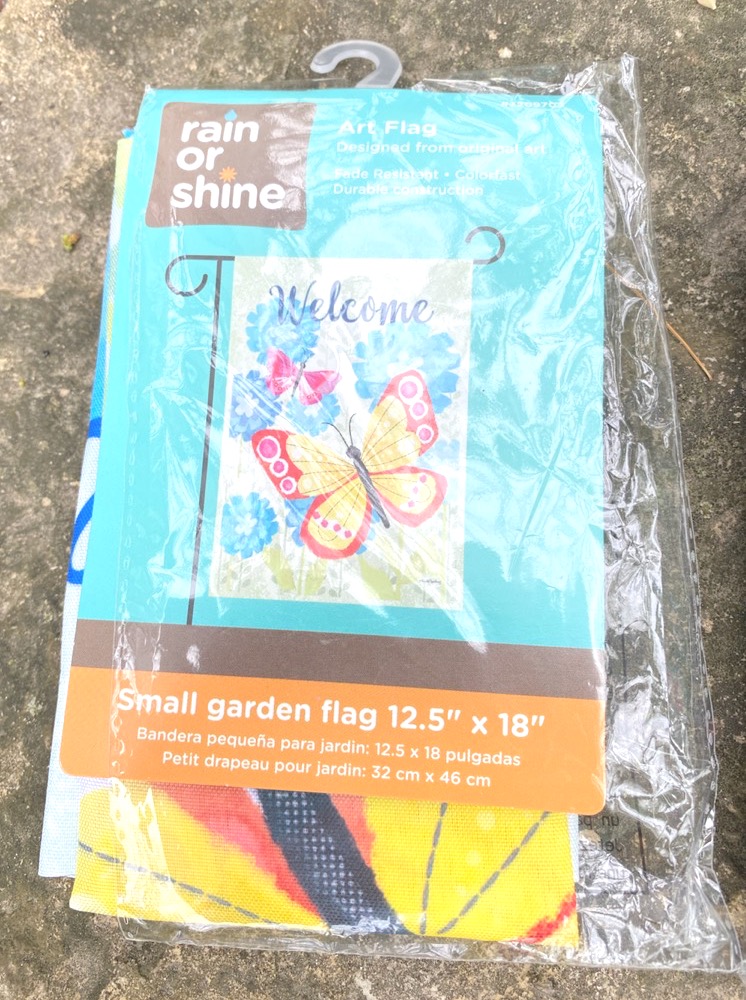 rain
or
shine
Art Flag
Designed from original art
Fade Resistant • Colorfast
Durable construction
Welcome
Small garden flag 12.5" x 18"
Bandera pequeña para jardin: 12.5 x 18 pulgadas
Petit drapeau pour jardin: 32 cm x 46 cm
un